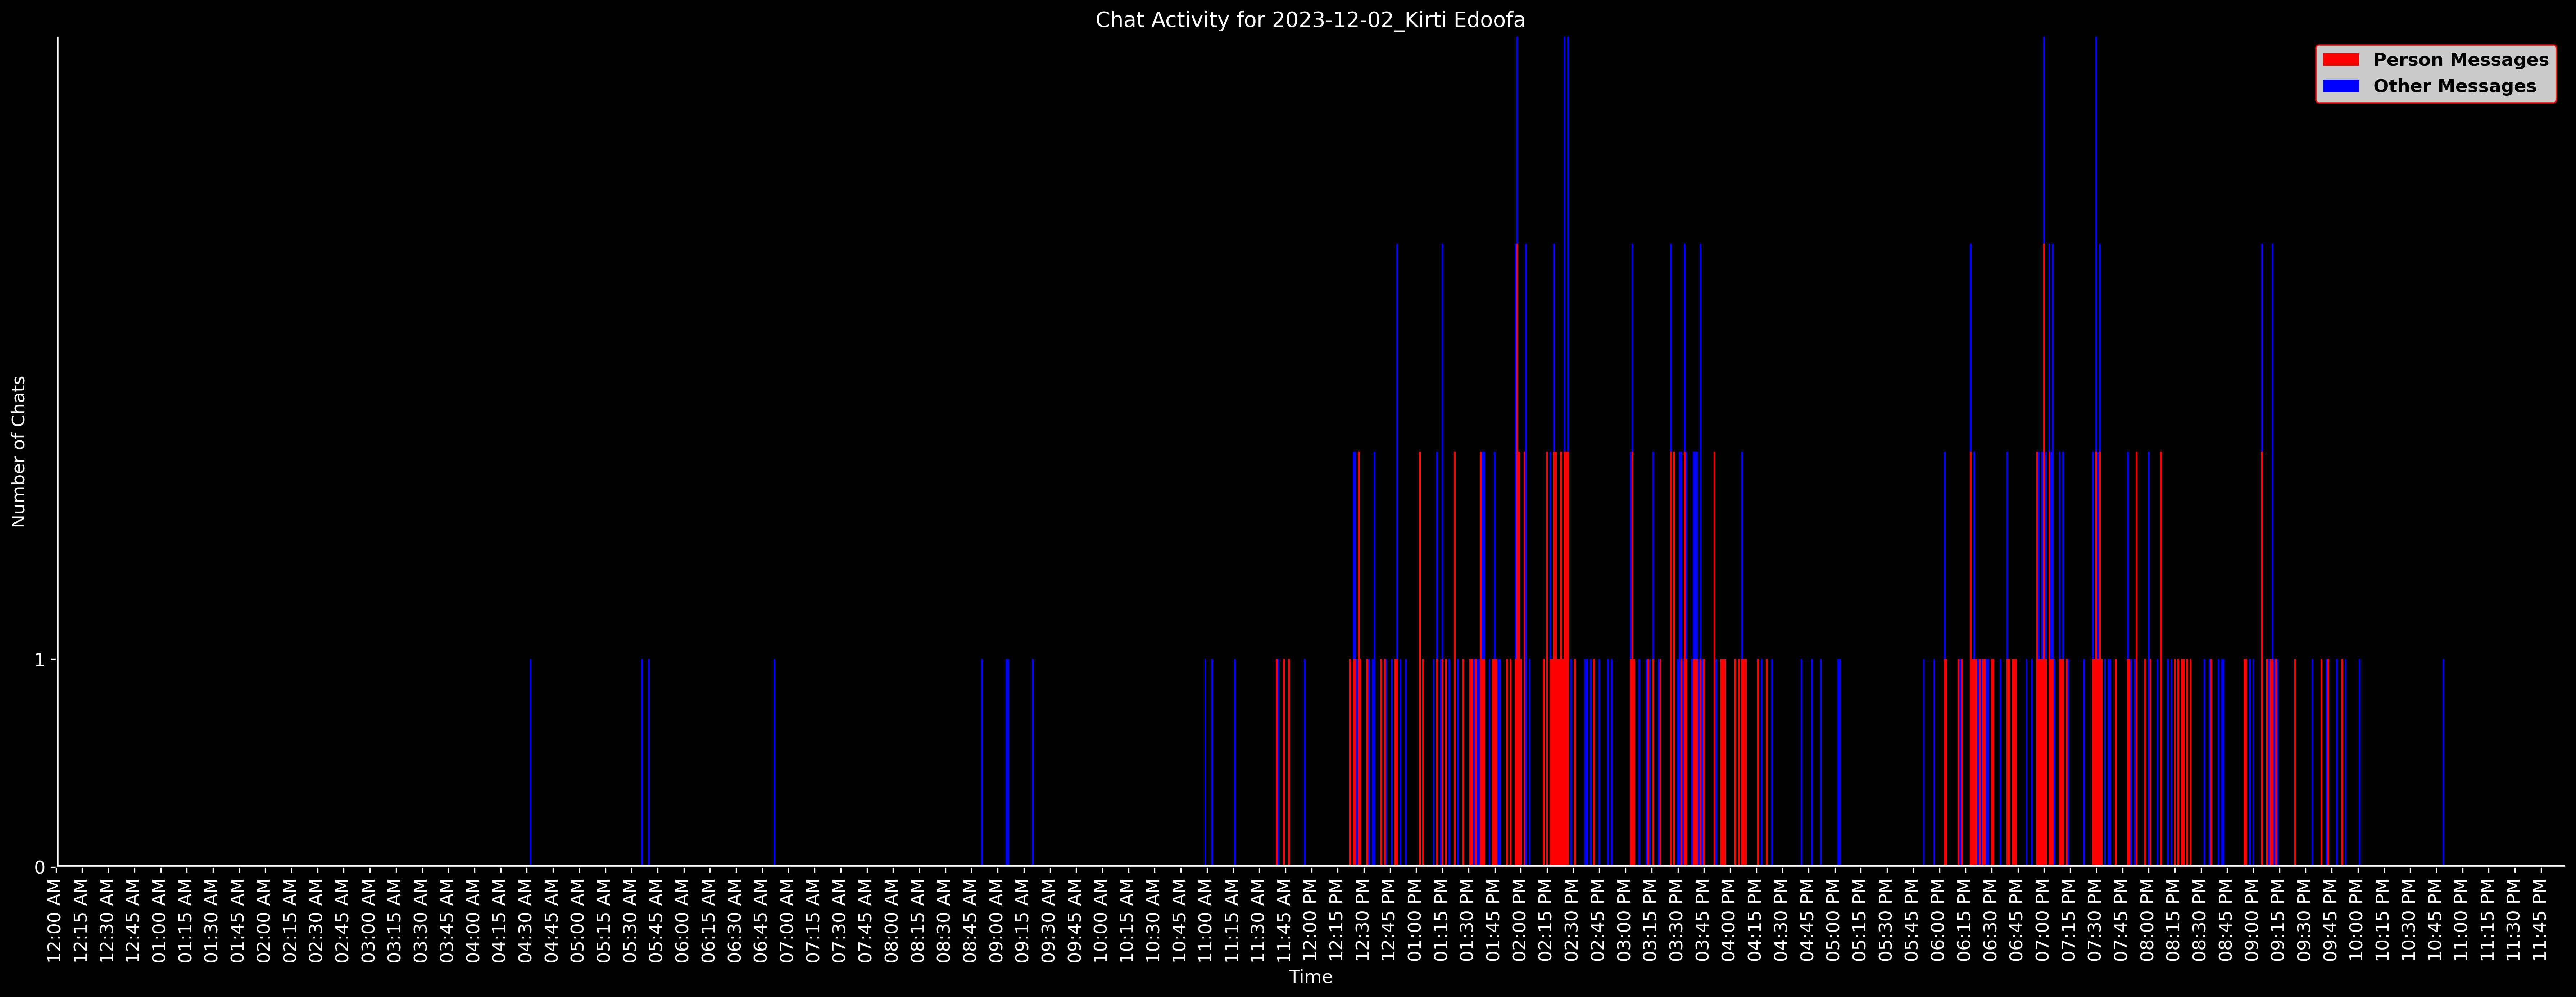 Chat Activity for 2023-12-02_Kirti Edoofa
Person Messages
Other Messages
Number of Chats
1
0
12:00 AM
12:15 AM
12:30 AM
12:45 AM
01:00 AM
01:15 AM
01:30 AM
01:45 AM
02:00 AM
02:15 AM
02:30 AM
02:45 AM
03:00 AM
03:15 AM
03:30 AM
03:45 AM
04:00 AM
04:15 AM
04:30 AM
04:45 AM
05:00 AM
05:15 AM
05:30 AM
05:45 AM
06:00 AM
06:15 AM
06:30 AM
06:45 AM
07:00 AM
07:15 AM
07:30 AM
07:45 AM
08:00 AM
08:15 AM
08:30 AM
08:45 AM
09:00 AM
09:15 AM
09:30 AM
09:45 AM
10:00 AM
10:15 AM
10:30 AM
10:45 AM
11:00 AM
11:15 AM
11:30 AM
11:45 AM
12:00 PM
12:15 PM
12:30 PM
12:45 PM
01:00 PM
01:15 PM
01:30 PM
01:45 PM
02:00 PM
02:15 PM
02:30 PM
02:45 PM
03:00 PM
03:15 PM
03:30 PM
03:45 PM
04:00 PM
04:15 PM
04:30 PM
04:45 PM
05:00 PM
05:15 PM
05:30 PM
05:45 PM
06:00 PM
06:15 PM
06:30 PM
06:45 PM
07:00 PM
07:15 PM
07:30 PM
07:45 PM
08:00 PM
08:15 PM
08:30 PM
08:45 PM
09:00 PM
09:15 PM
09:30 PM
09:45 PM
10:00 PM
10:15 PM
10:30 PM
10:45 PM
11:00 PM
11:15 PM
11:30 PM
11:45 PM
Time